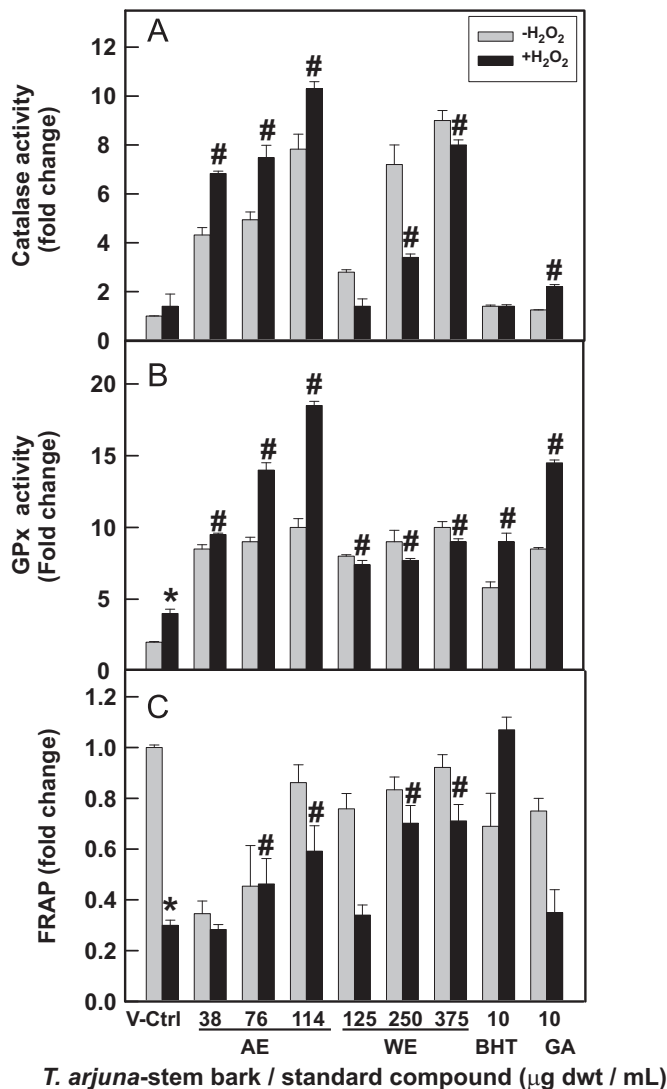 A
-H₂O₂
+H₂O₂
Catalase activity
(fold change)
12
10
8
6
4
2
0
# # # # # #
B
GPx activity
(Fold change)
20
15
10
5
0
* # # # # # # # #
C
FRAP (fold change)
1.2
1.0
0.8
0.6
0.4
0.2
0.0
* # # # #
V-Ctrl 38 76 114 125 250 375 10 10
AE WE BHT GA
T. arjuna-stem bark / standard compound (μg dwt / mL)